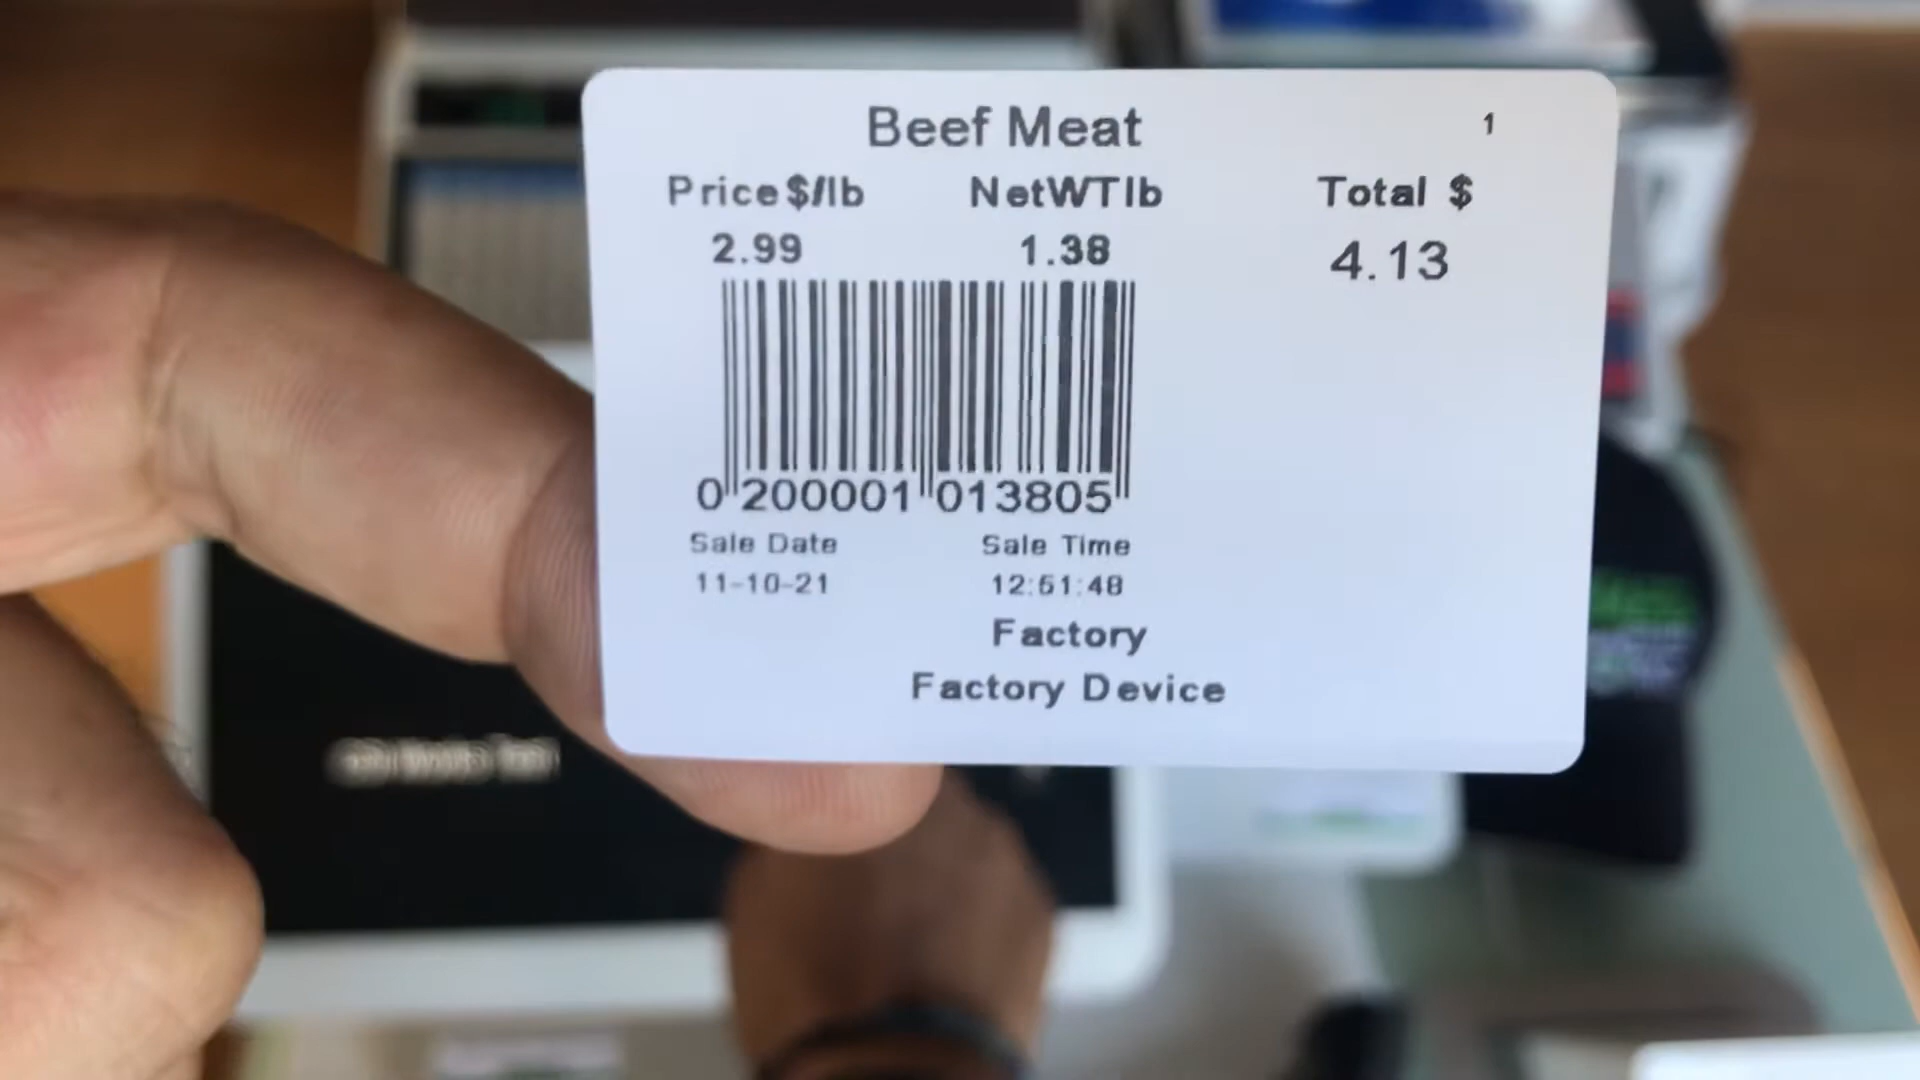 Beef Meat 1
Price $/lb NetWTlb Total $
2.99 1.38 4.13
0 200001 013805
Sale Date Sale Time
11-10-21 12:51:48
Factory
Factory Device